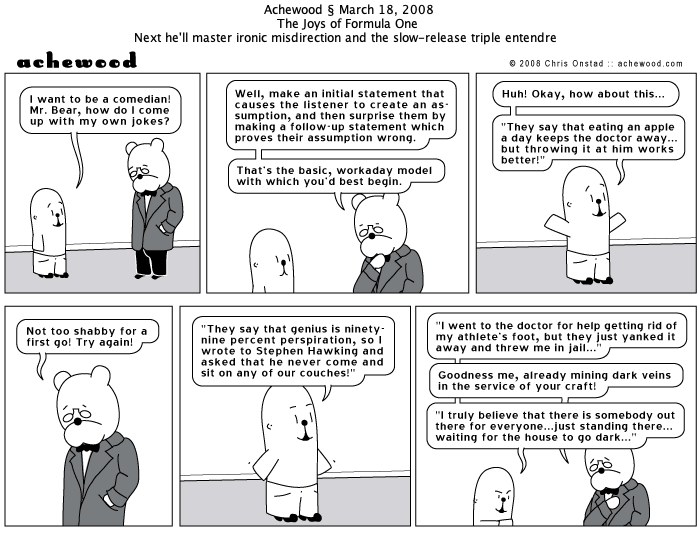 Achewood § March 18, 2008
The Joys of Formula One
Next he'll master ironic misdirection and the slow-release triple entendre
achewood
© 2008 Chris Onstad :: achewood.com
I want to be a comedian!
Mr. Bear, how do I come
up with my own jokes?
Well, make an initial statement that
causes the listener to create an as-
sumption, and then surprise them by
making a follow-up statement which
proves their assumption wrong.
That's the basic, workaday model
with which you'd best begin.
Huh! Okay, how about this...
"They say that eating an apple
a day keeps the doctor away...
but throwing it at him works
better!"
Not too shabby for a
first go! Try again!
"They say that genius is ninety-
nine percent perspiration, so I
wrote to Stephen Hawking and
asked that he never come and
sit on any of our couches!"
"I went to the doctor for help getting rid of
my athlete's foot, but they just yanked it
away and threw me in jail..."
Goodness me, already mining dark veins
in the service of your craft!
"I truly believe that there is somebody out
there for everyone...just standing there...
waiting for the house to go dark..."